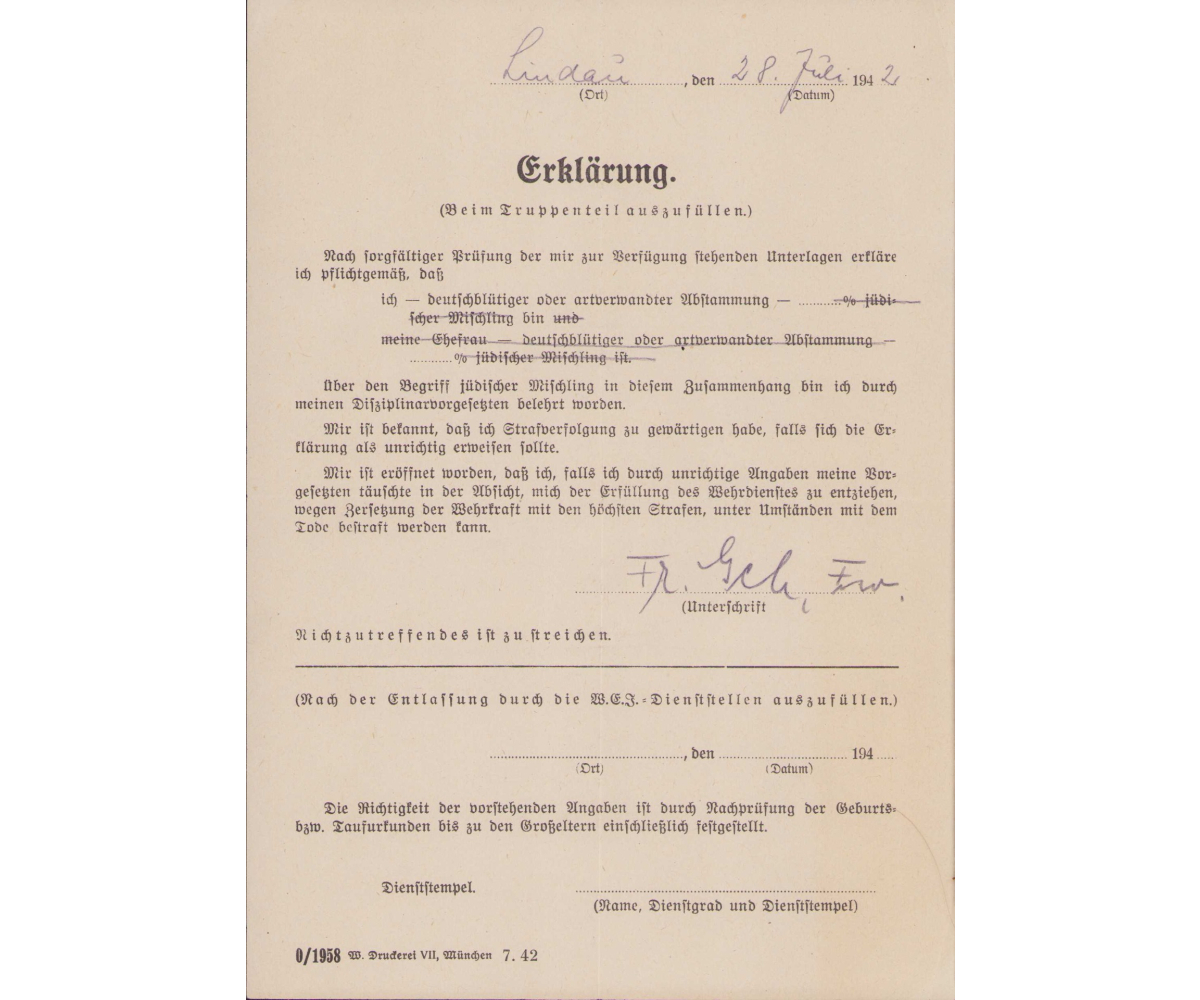 Lindau, den 28. Juli 1942
(Ort) (Datum)
Erklärung.
(Beim Truppenteil auszufüllen.)
Nach sorgfältiger Prüfung der mir zur Verfügung stehenden Unterlagen erkläre
ich pflichtgemäß, daß
ich — deutschblütiger oder artverwandter Abstammung — ..........% jüdi-
scher Mischling bin und
meine Ehefrau — deutschblütiger oder artverwandter Abstammung —
..........% jüdischer Mischling ist.
Über den Begriff jüdischer Mischling in diesem Zusammenhang bin ich durch
meinen Disziplinarvorgesetzten belehrt worden.
Mir ist bekannt, daß ich Strafverfolgung zu gewärtigen habe, falls sich die Er-
klärung als unrichtig erweisen sollte.
Mir ist eröffnet worden, daß ich, falls ich durch unrichtige Angaben meine Vor-
gesetzten täuschte in der Absicht, mich der Erfüllung des Wehrdienstes zu entziehen,
wegen Zersetzung der Wehrkraft mit den höchsten Strafen, unter Umständen mit dem
Tode bestraft werden kann.
Fr.
(Unterschrift
Nichtzutreffendes ist zu streichen.
(Nach der Entlassung durch die W.E.J.-Dienststellen auszufüllen.)
, den 194
(Ort) (Datum)
Die Richtigkeit der vorstehenden Angaben ist durch Nachprüfung der Geburts-
bzw. Taufurkunden bis zu den Großeltern einschließlich festgestellt.
Dienststempel.
(Name, Dienstgrad und Dienststempel)
0/1958 W. Druckerei VII, München 7. 42